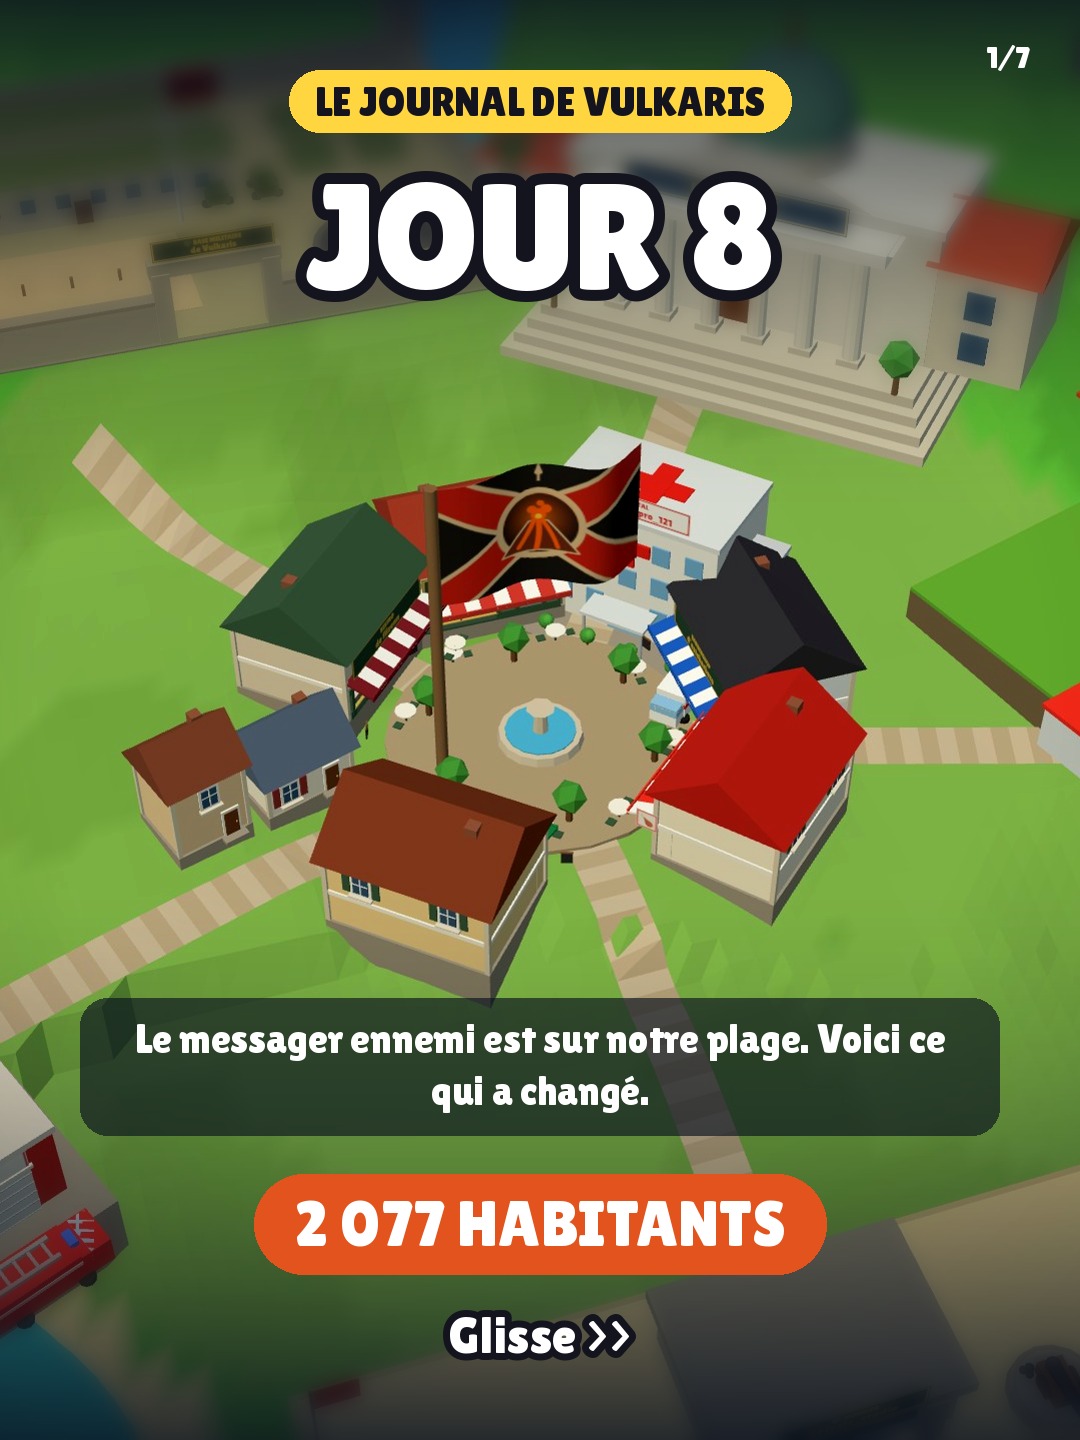 1/7
LE JOURNAL DE VULKARIS
JOUR 8
Le messager ennemi est sur notre plage. Voici ce
qui a changé.
2 077 HABITANTS
Glisse >>